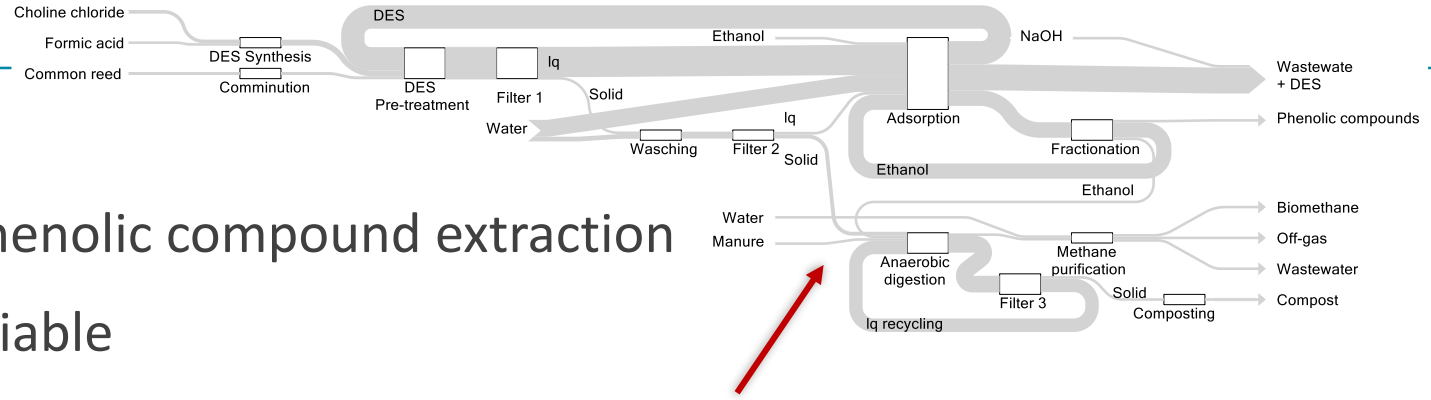 Choline chloride
DES
Formic acid
DES Synthesis
Common reed
Comminution
DES
Pre-treatment
Filter 1
lq
Ethanol
NaOH
Wastewate
+ DES
Solid
Water
Wasching
Filter 2
lq
Solid
Adsorption
Phenolic compounds
Fractionation
Ethanol
Ethanol
henolic compound extraction
iable
Water
Manure
Anaerobic
digestion
Methane
purification
Biomethane
Off-gas
Wastewater
Filter 3
Solid
Composting
Compost
lq recycling